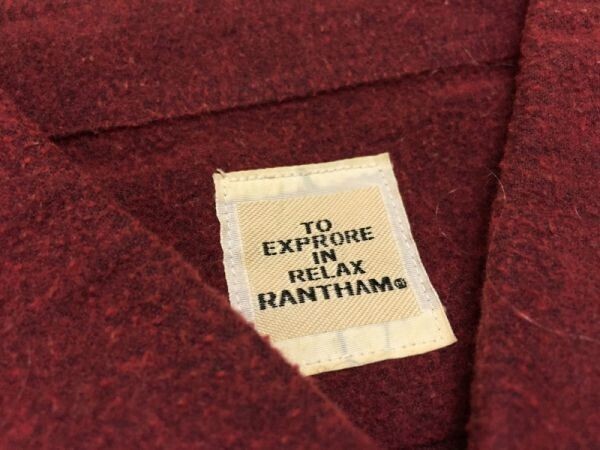 TO
EXPRORE
IN
RELAX
RANTHAM®